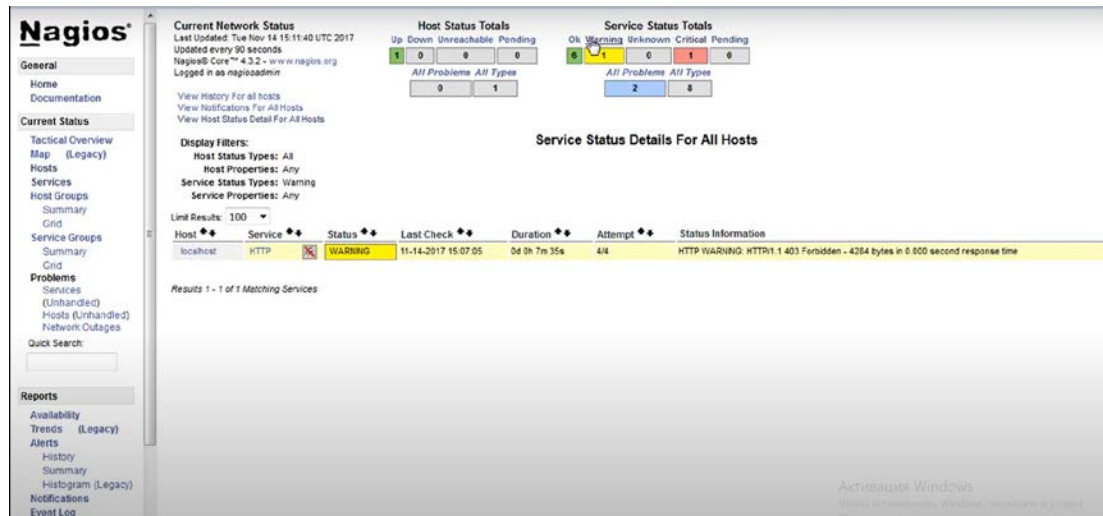 Nagios®
General
Home
Documentation
Current Status
Tactical Overview
Map (Legacy)
Hosts
Services
Host Groups
Summary
Grid
Service Groups
Summary
Grid
Problems
Services
(Unhandled)
Hosts (Unhandled)
Network Outages
Quick Search:
Reports
Availability
Trends (Legacy)
Alerts
History
Summary
Histogram (Legacy)
Notifications
Event Log
Current Network Status
Last Updated: Tue Nov 14 15:11:40 UTC 2017
Updated every 90 seconds
Nagios® Core™ 4.3.2 - www.nagios.org
Logged in as nagiosadmin
View History For all hosts
View Notifications For All Hosts
View Host Status Detail For All Hosts
Host Status Totals
Up Down Unreachable Pending
1 0 0 0
All Problems All Types
0 1
Service Status Totals
Ok Warning Unknown Critical Pending
6 1 0 1 0
All Problems All Types
2 8
Display Filters:
Host Status Types: All
Host Properties: Any
Service Status Types: Warning
Service Properties: Any
Service Status Details For All Hosts
Limit Results: 100
Host Service Status Last Check Duration Attempt Status Information
localhost HTTP WARNING 11-14-2017 15:07:05 0d 0h 7m 35s 4/4 HTTP WARNING: HTTP/1.1 403 Forbidden - 4284 bytes in 0.000 second response time
Results 1 - 1 of 1 Matching Services
Активация Windows